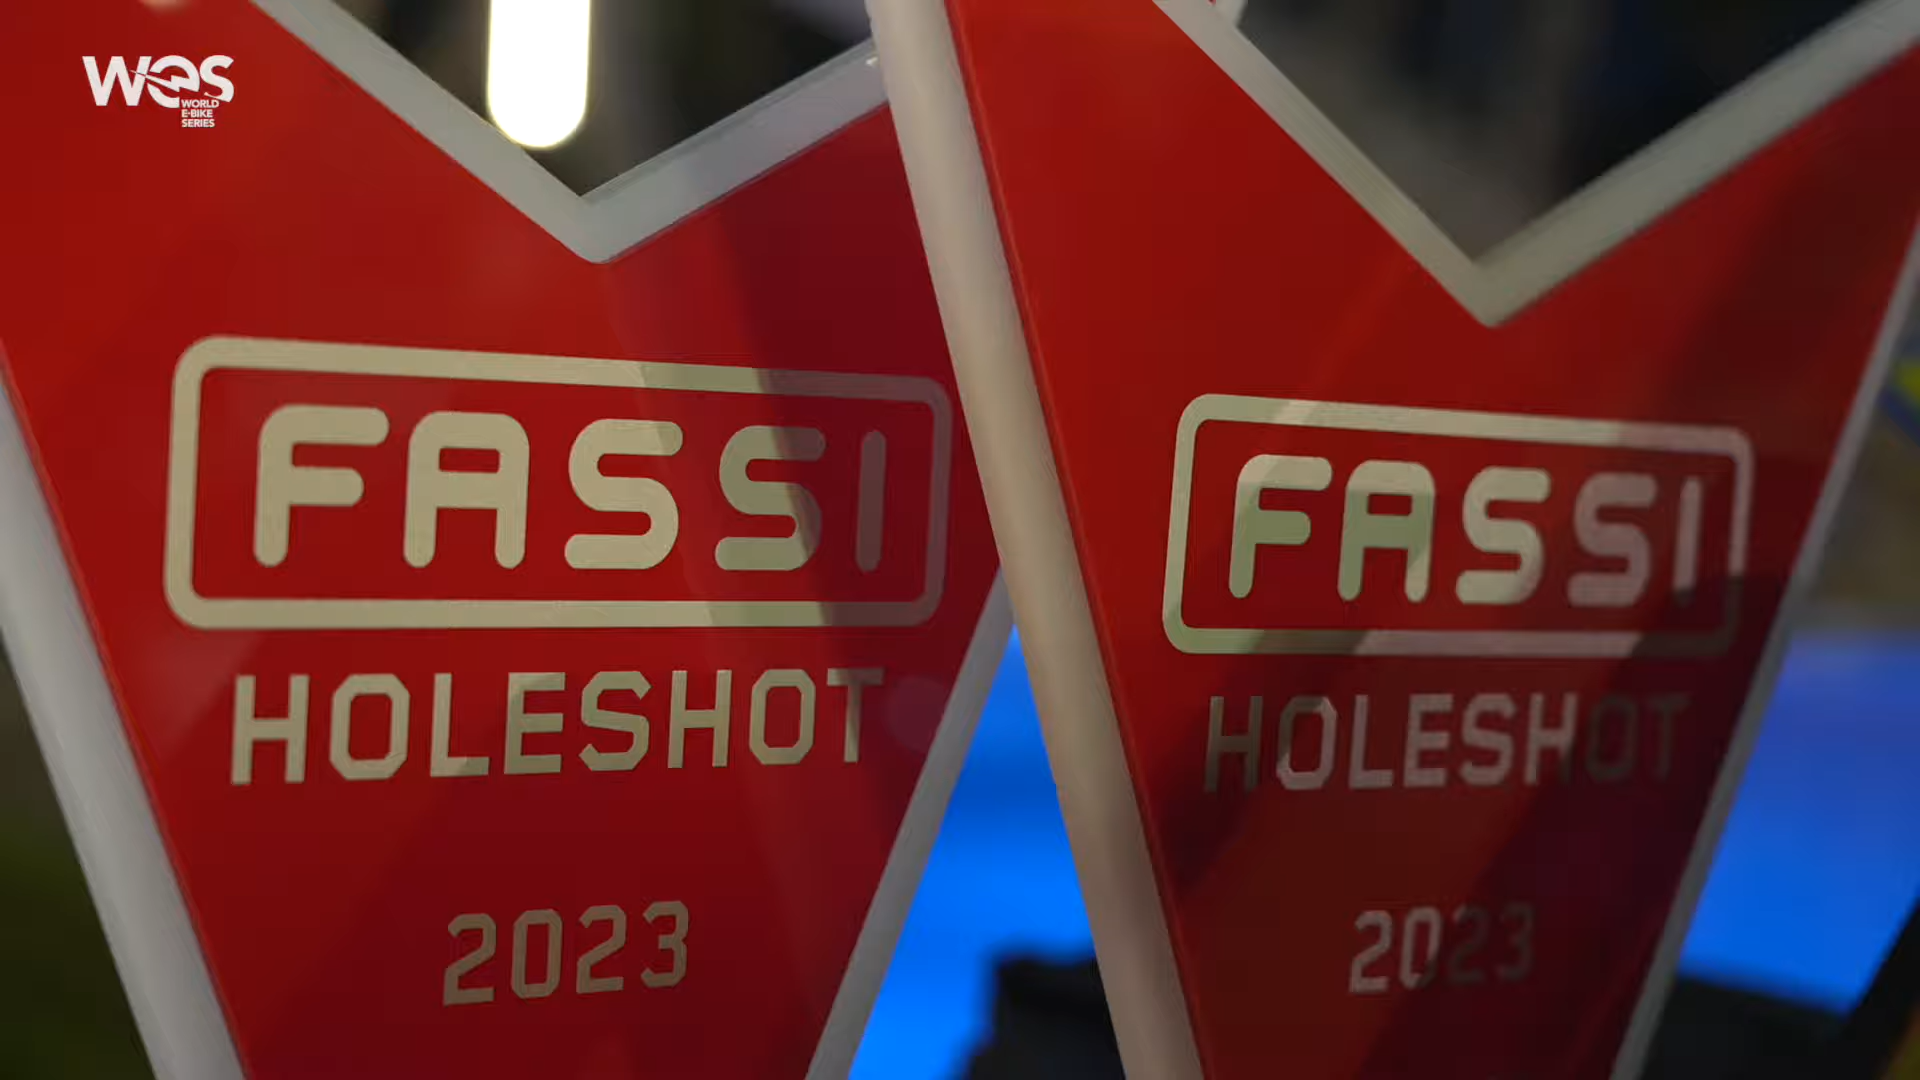 WES
WORLD
E-BIKE
SERIES
FASSI
HOLESHOT
2023
FASSI
HOLESHOT
2023